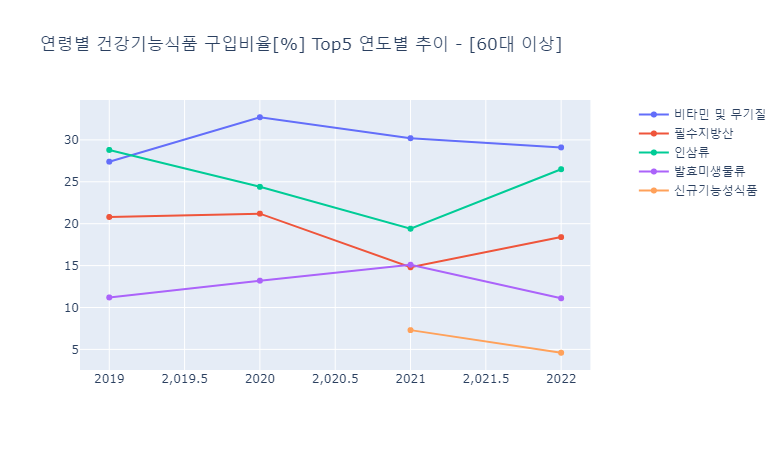 연령별 건강기능식품 구입비율[%] Top5 연도별 추이 - [60대 이상]
비타민 및 무기질
필수지방산
인삼류
발효미생물류
신규기능성식품
30
25
20
15
10
5
2019
2,019.5
2020
2,020.5
2021
2,021.5
2022